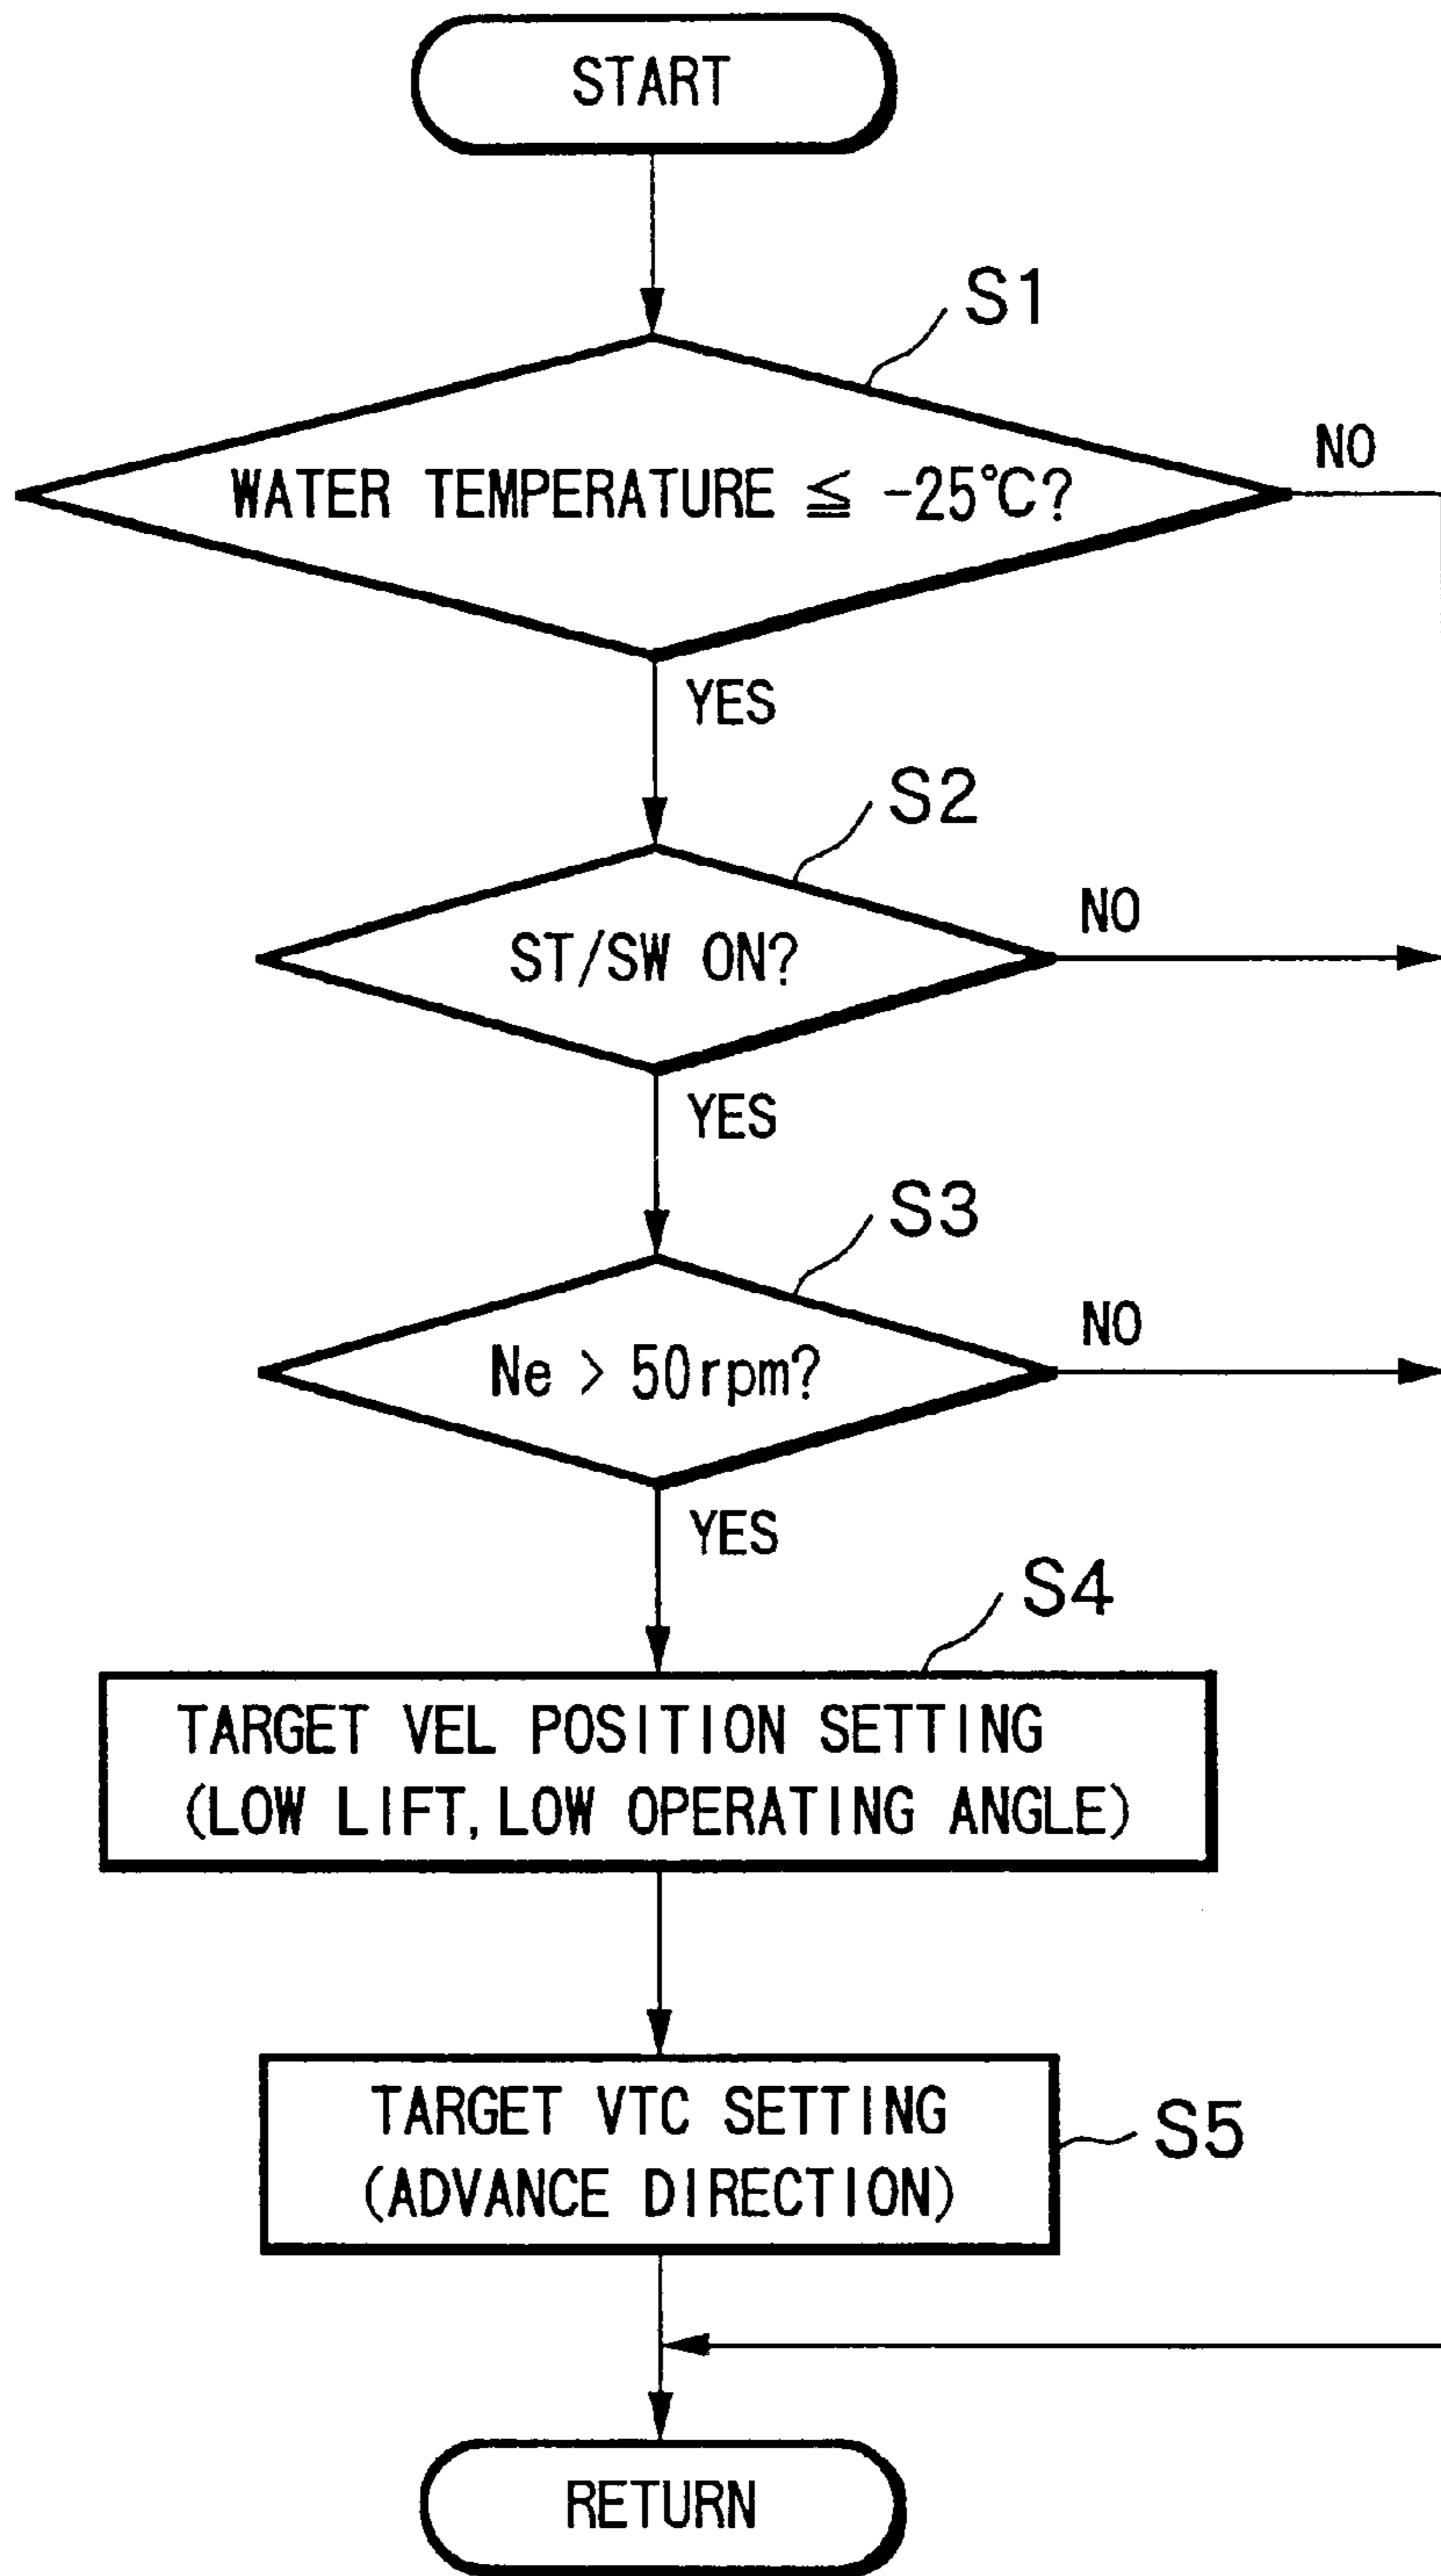 START
S1
NO
WATER TEMPERATURE ≦ -25℃?
YES
S2
NO
ST/SW ON?
YES
S3
NO
Ne > 50rpm?
YES
S4
TARGET VEL POSITION SETTING
(LOW LIFT, LOW OPERATING ANGLE)
TARGET VTC SETTING
S5
(ADVANCE DIRECTION)
RETURN